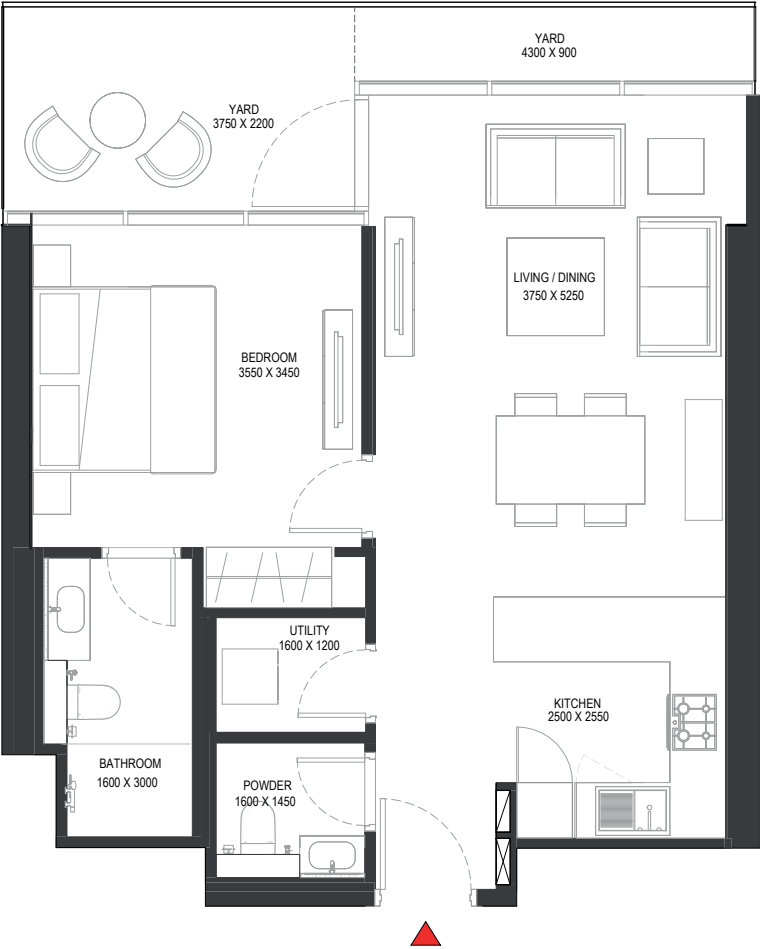 YARD
4300 X 900
YARD
3750 X 2200
LIVING / DINING
3750 X 5250
BEDROOM
3550 X 3450
UTILITY
1600 X 1200
KITCHEN
2500 X 2550
BATHROOM
1600 X 3000
POWDER
1600 X 1450